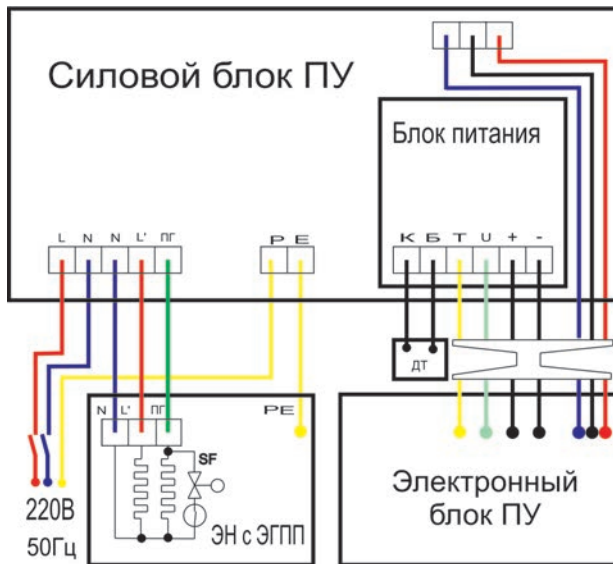 Силовой блок ПУ
Блок питания
L N N L' ПГ
P E
К Б Т U + -
ДТ
N L' ПГ
PE
SF
220В
50Гц
ЭН с ЭГПП
Электронный
блок ПУ